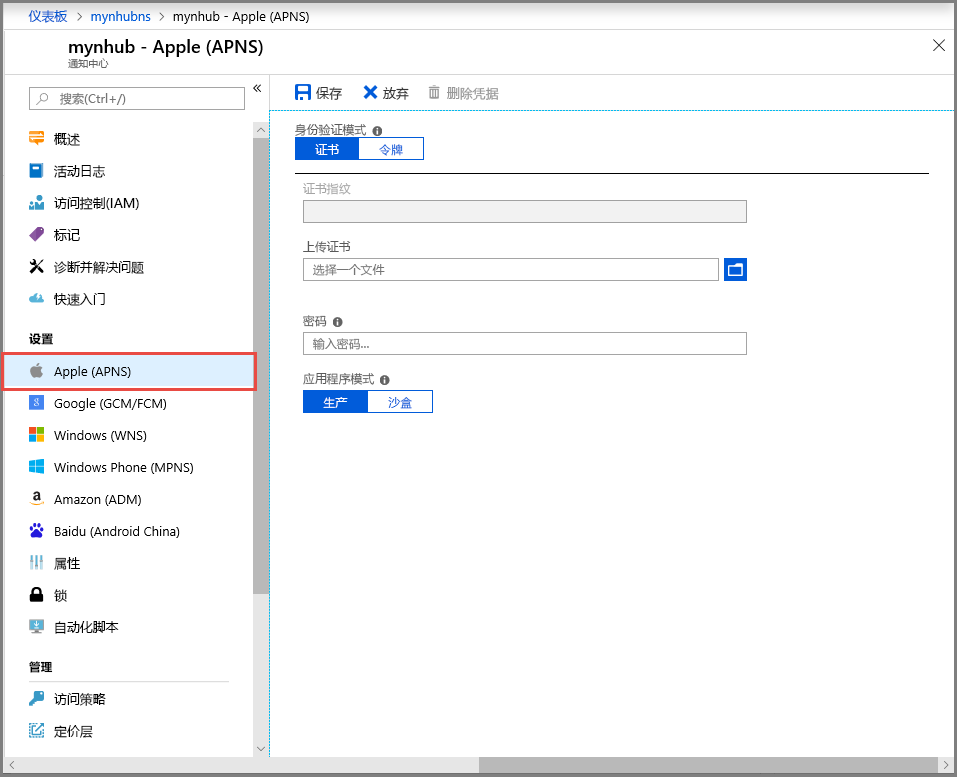 仪表板 > mynhubns > mynhub - Apple (APNS)
mynhub - Apple (APNS)
通知中心
搜索(Ctrl+/)
概述
活动日志
访问控制(IAM)
标记
诊断并解决问题
快速入门
设置
Apple (APNS)
Google (GCM/FCM)
Windows (WNS)
Windows Phone (MPNS)
Amazon (ADM)
Baidu (Android China)
属性
锁
自动化脚本
管理
访问策略
定价层
保存 放弃 删除凭据
身份验证模式
证书 令牌
证书指纹
上传证书
选择一个文件
密码
输入密码...
应用程序模式
生产 沙盒